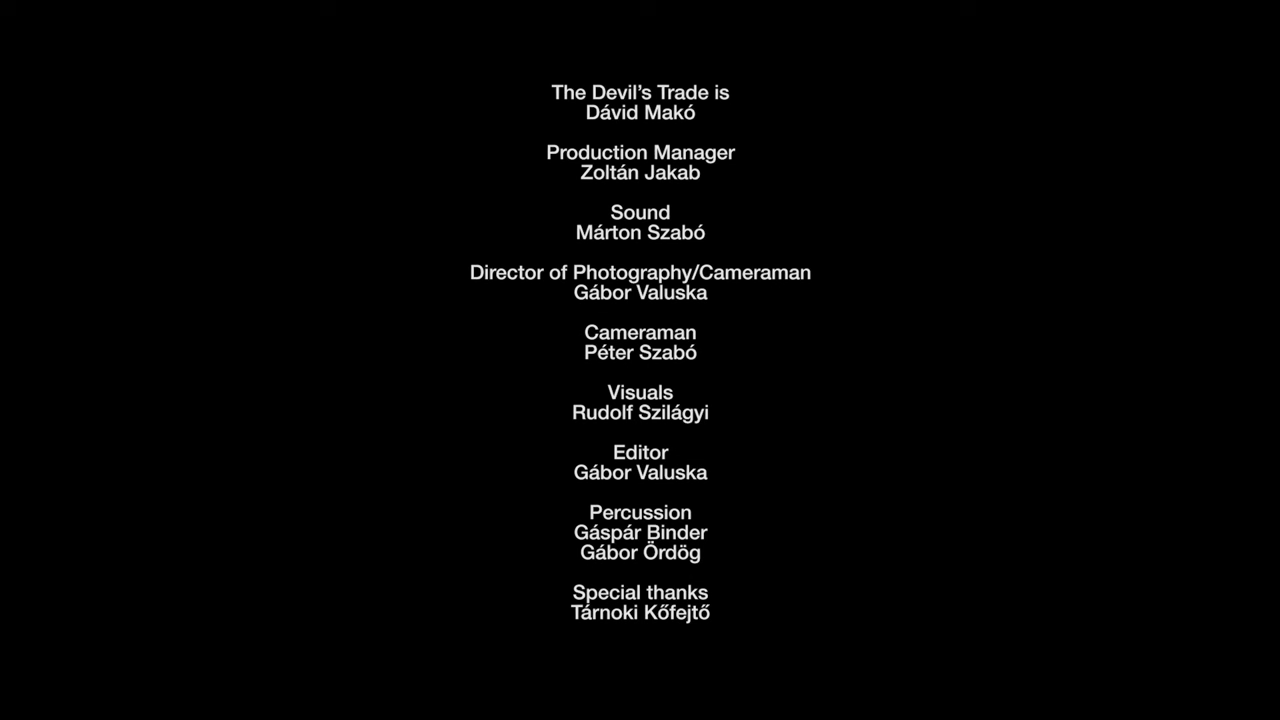 The Devil’s Trade is
Dávid Makó
Production Manager
Zoltán Jakab
Sound
Márton Szabó
Director of Photography/Cameraman
Gábor Valuska
Cameraman
Péter Szabó
Visuals
Rudolf Szilágyi
Editor
Gábor Valuska
Percussion
Gáspár Binder
Gábor Ördög
Special thanks
Tárnoki Kőfejtő